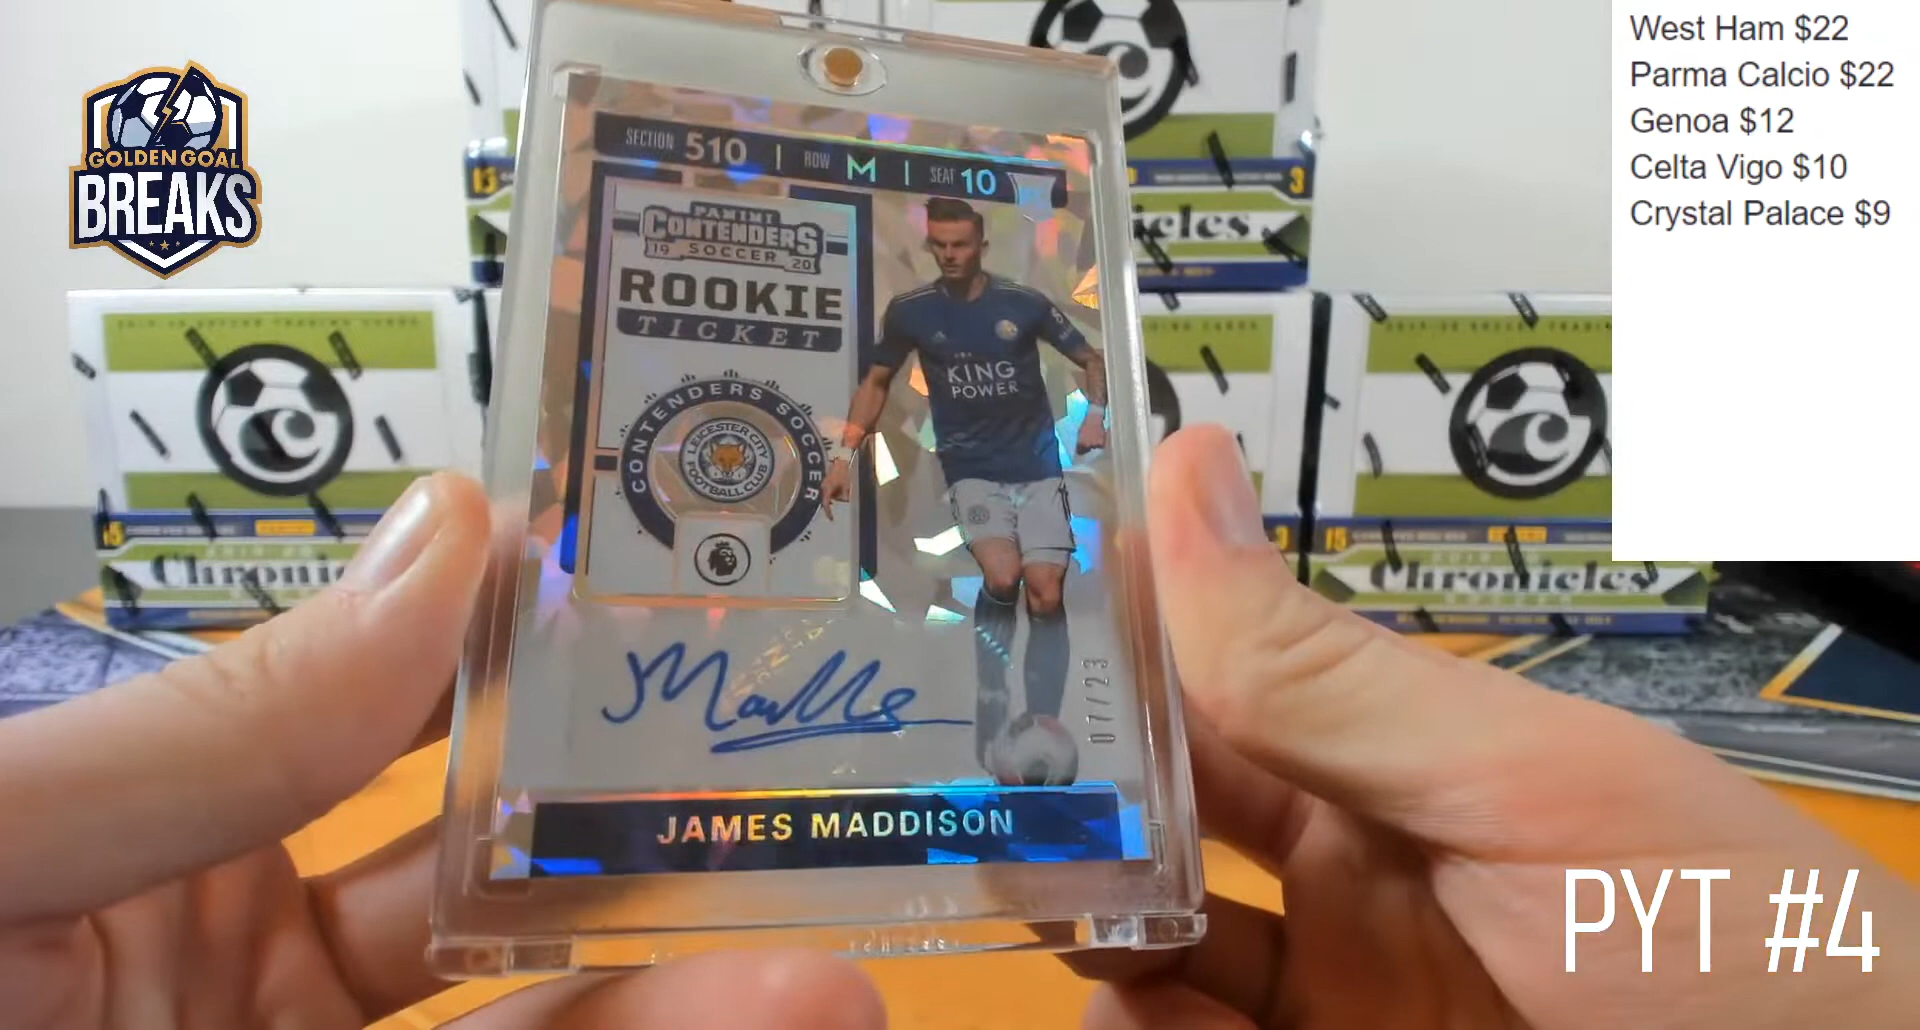 West Ham $22
Parma Calcio $22
Genoa $12
Celta Vigo $10
Crystal Palace $9
GOLDEN GOAL
BREAKS
SECTION 510 | ROW M | SEAT 10
PANINI
CONTENDERS
19 SOCCER 20
ROOKIE
TICKET
CONTENDERS SOCCER
LEICESTER CITY
FOOTBALL CLUB
KING
POWER
07/23
JAMES MADDISON
Chronicles
15
3
PYT #4